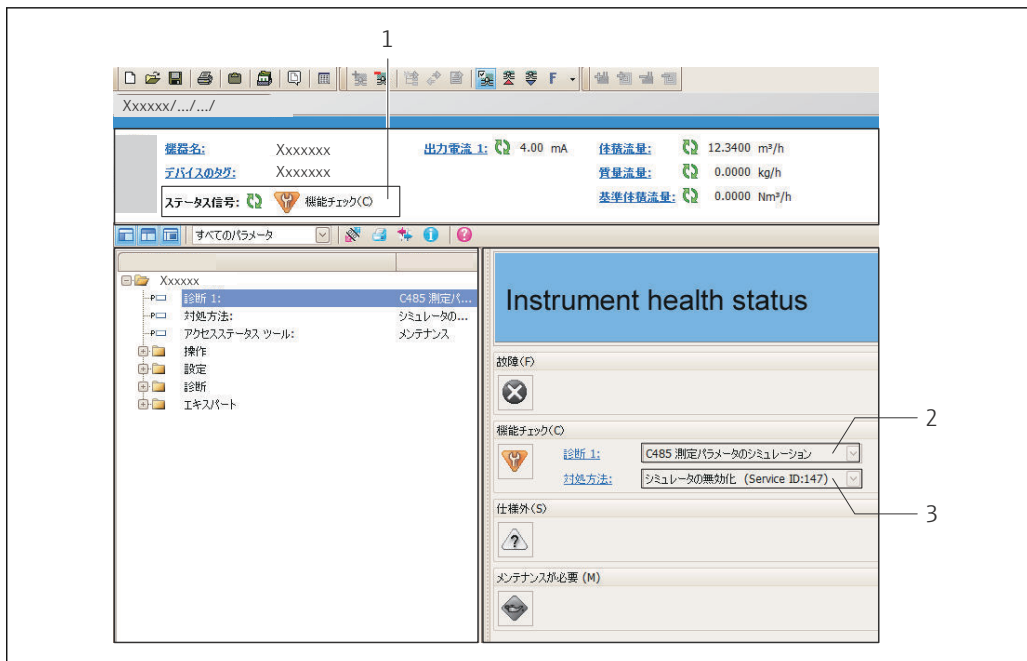 1
F
Xxxxxx/.../.../
機器名: Xxxxxxx 出力電流 1: 4.00 mA 体積流量: 12.3400 m³/h
デバイスのタグ: Xxxxxxx 質量流量: 0.0000 kg/h
ステータス信号: 機能チェック(C) 基準体積流量: 0.0000 Nm³/h
すべてのパラメータ
Xxxxxx
診断 1: C485 測定パ...
対処方法: シミュレータの...
アクセスステータス ツール: メンテナンス
操作
設定
診断
エキスパート
Instrument health status
故障(F)
機能チェック(C)
診断 1: C485 測定パラメータのシミュレーション
対処方法: シミュレータの無効化 (Service ID:147)
2
3
仕様外(S)
メンテナンスが必要 (M)